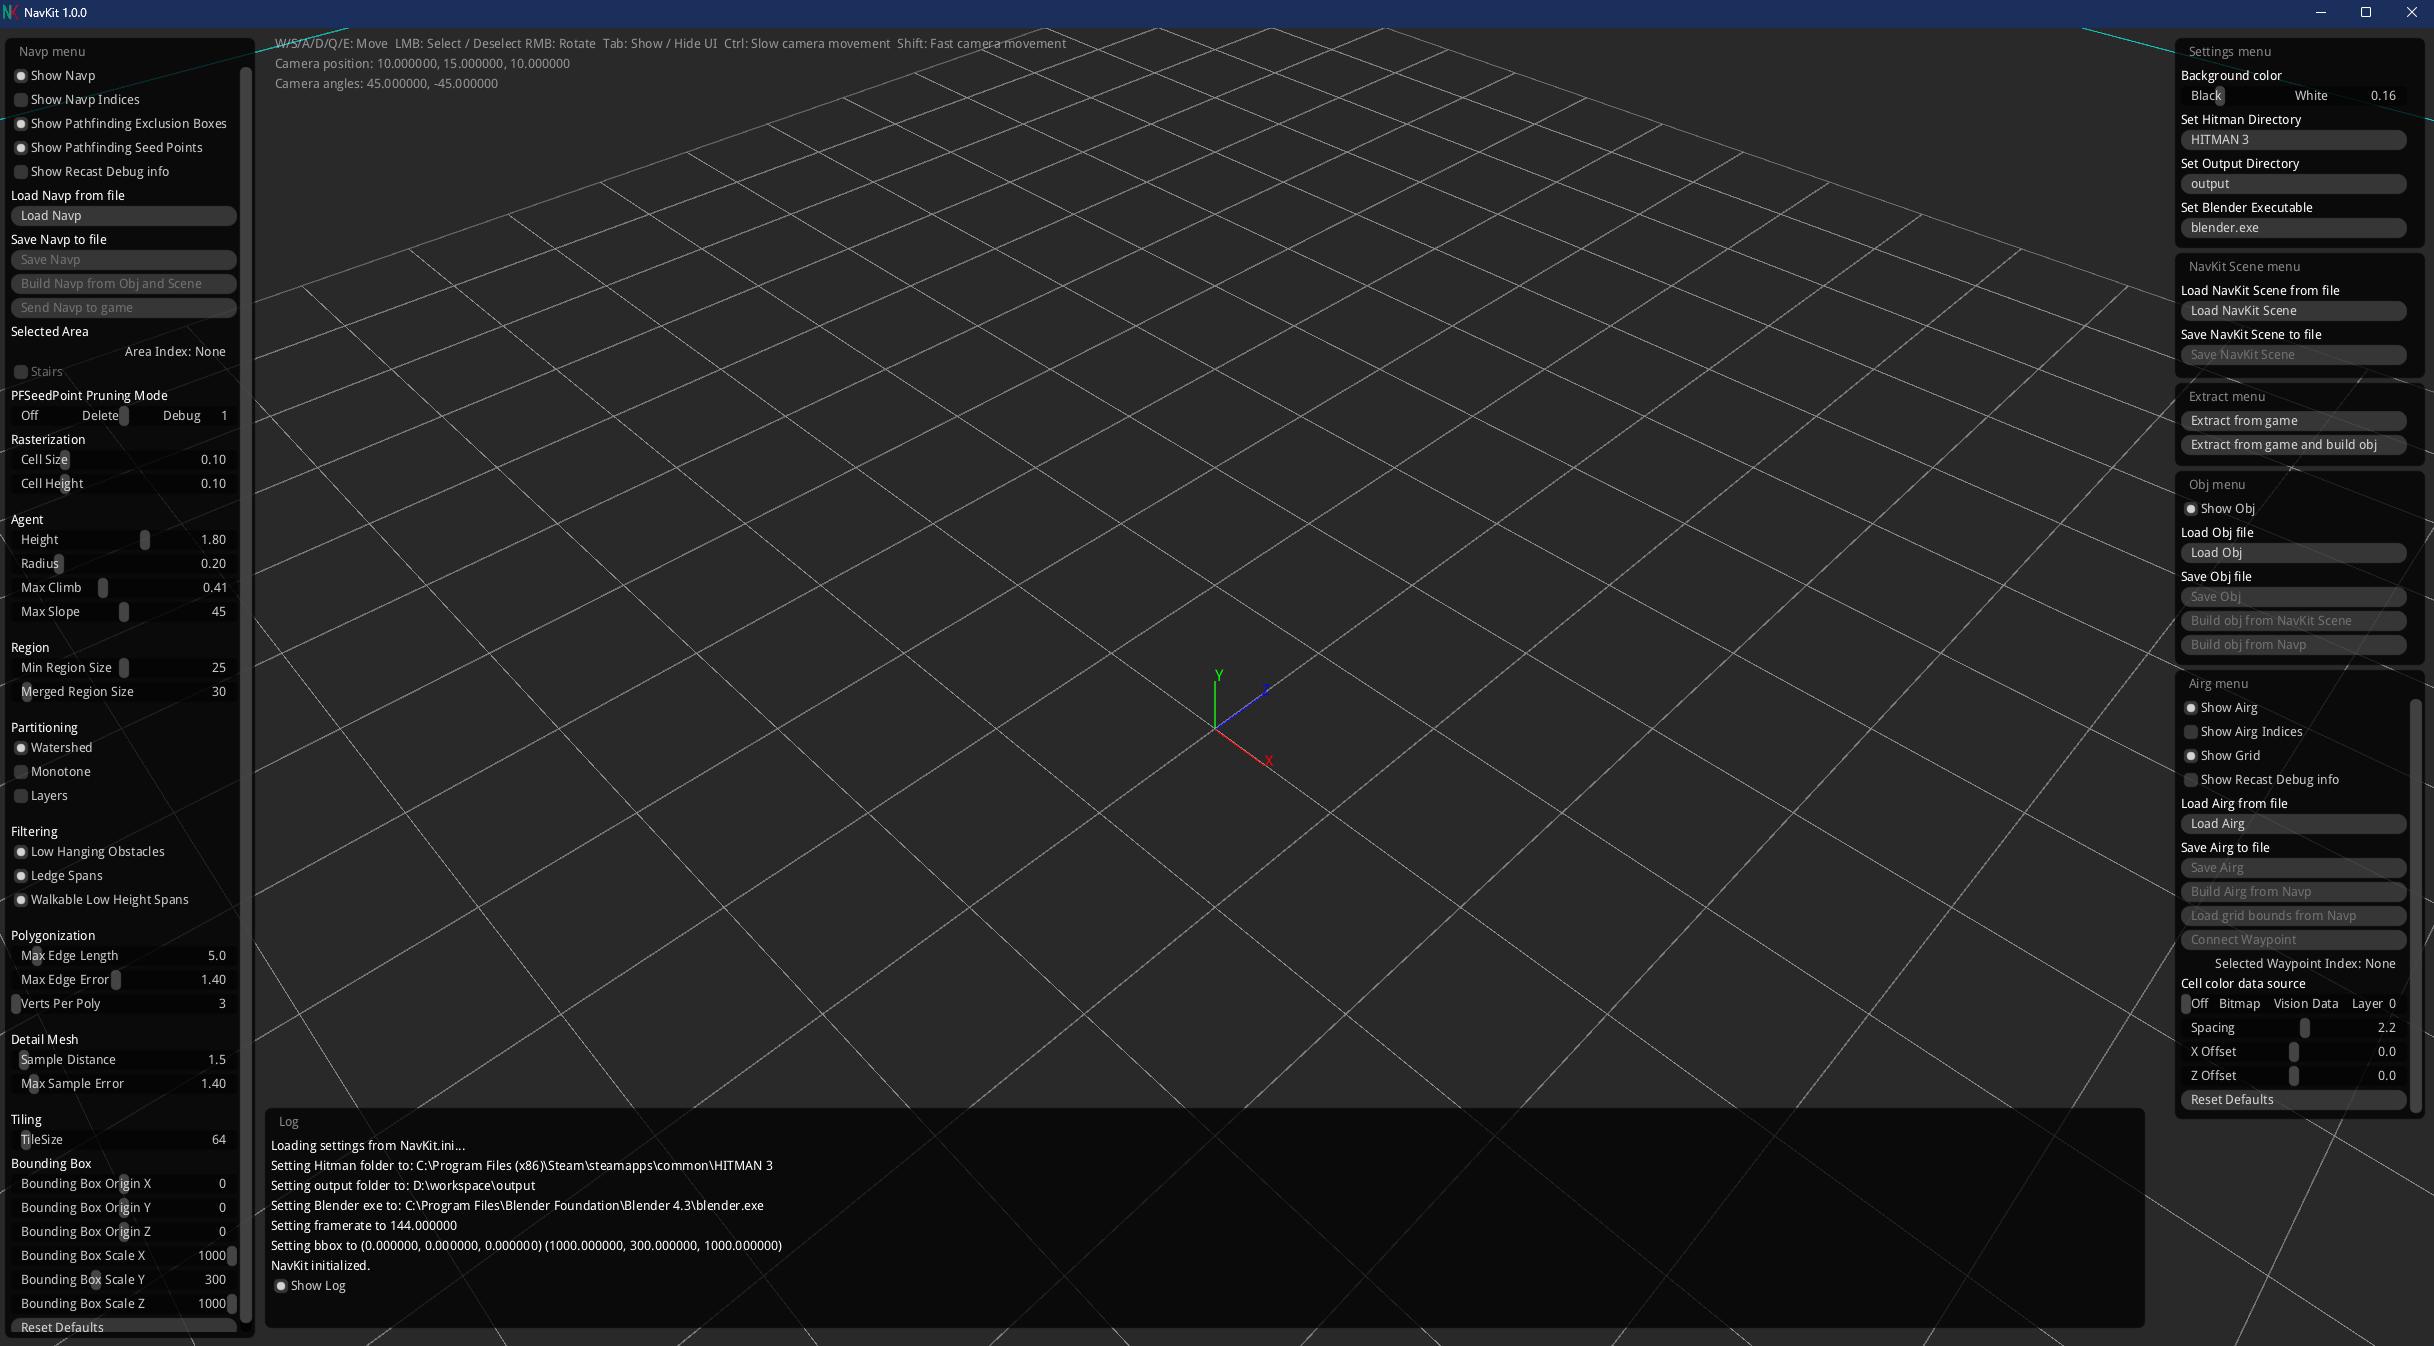 NavKit 1.0.0
Navp menu
Show Navp
Show Navp Indices
Show Pathfinding Exclusion Boxes
Show Pathfinding Seed Points
Show Recast Debug info
Load Navp from file
Load Navp
Save Navp to file
Save Navp
Build Navp from Obj and Scene
Send Navp to game
Selected Area
Area Index: None
Stairs
PFSeedPoint Pruning Mode
Off Delete Debug 1
Rasterization
Cell Size 0.10
Cell Height 0.10
Agent
Height 1.80
Radius 0.20
Max Climb 0.41
Max Slope 45
Region
Min Region Size 25
Merged Region Size 30
Partitioning
Watershed
Monotone
Layers
Filtering
Low Hanging Obstacles
Ledge Spans
Walkable Low Height Spans
Polygonization
Max Edge Length 5.0
Max Edge Error 1.40
Verts Per Poly 3
Detail Mesh
Sample Distance 1.5
Max Sample Error 1.40
Tiling
TileSize 64
Bounding Box
Bounding Box Origin X 0
Bounding Box Origin Y 0
Bounding Box Origin Z 0
Bounding Box Scale X 1000
Bounding Box Scale Y 300
Bounding Box Scale Z 1000
Reset Defaults
W/S/A/D/Q/E: Move LMB: Select / Deselect RMB: Rotate Tab: Show / Hide UI Ctrl: Slow camera movement Shift: Fast camera movement
Camera position: 10.000000, 15.000000, 10.000000
Camera angles: 45.000000, -45.000000
Y
Z
X
Log
Loading settings from NavKit.ini...
Setting Hitman folder to: C:\Program Files (x86)\Steam\steamapps\common\HITMAN 3
Setting output folder to: D:\workspace\output
Setting Blender exe to: C:\Program Files\Blender Foundation\Blender 4.3\blender.exe
Setting framerate to 144.000000
Setting bbox to (0.000000, 0.000000, 0.000000) (1000.000000, 300.000000, 1000.000000)
NavKit initialized.
Show Log
Settings menu
Background color
Black White 0.16
Set Hitman Directory
HITMAN 3
Set Output Directory
output
Set Blender Executable
blender.exe
NavKit Scene menu
Load NavKit Scene from file
Load NavKit Scene
Save NavKit Scene to file
Save NavKit Scene
Extract menu
Extract from game
Extract from game and build obj
Obj menu
Show Obj
Load Obj file
Load Obj
Save Obj file
Save Obj
Build obj from NavKit Scene
Build obj from Navp
Airg menu
Show Airg
Show Airg Indices
Show Grid
Show Recast Debug info
Load Airg from file
Load Airg
Save Airg to file
Save Airg
Build Airg from Navp
Load grid bounds from Navp
Connect Waypoint
Selected Waypoint Index: None
Cell color data source
Off Bitmap Vision Data Layer 0
Spacing 2.2
X Offset 0.0
Z Offset 0.0
Reset Defaults